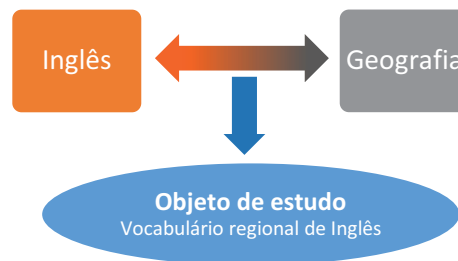 Inglês
Geografia
Objeto de estudo
Vocabulário regional de Inglês